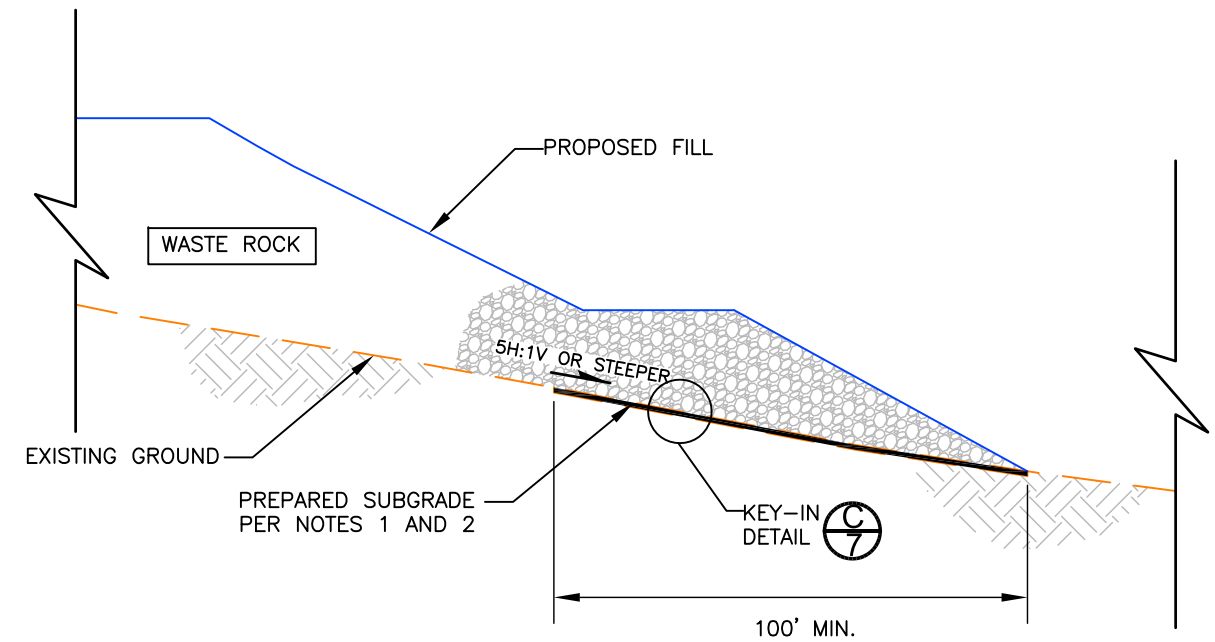 PROPOSED FILL
WASTE ROCK
5H:1V OR STEEPER
EXISTING GROUND
PREPARED SUBGRADE
PER NOTES 1 AND 2
KEY-IN
DETAIL
C
7
100' MIN.